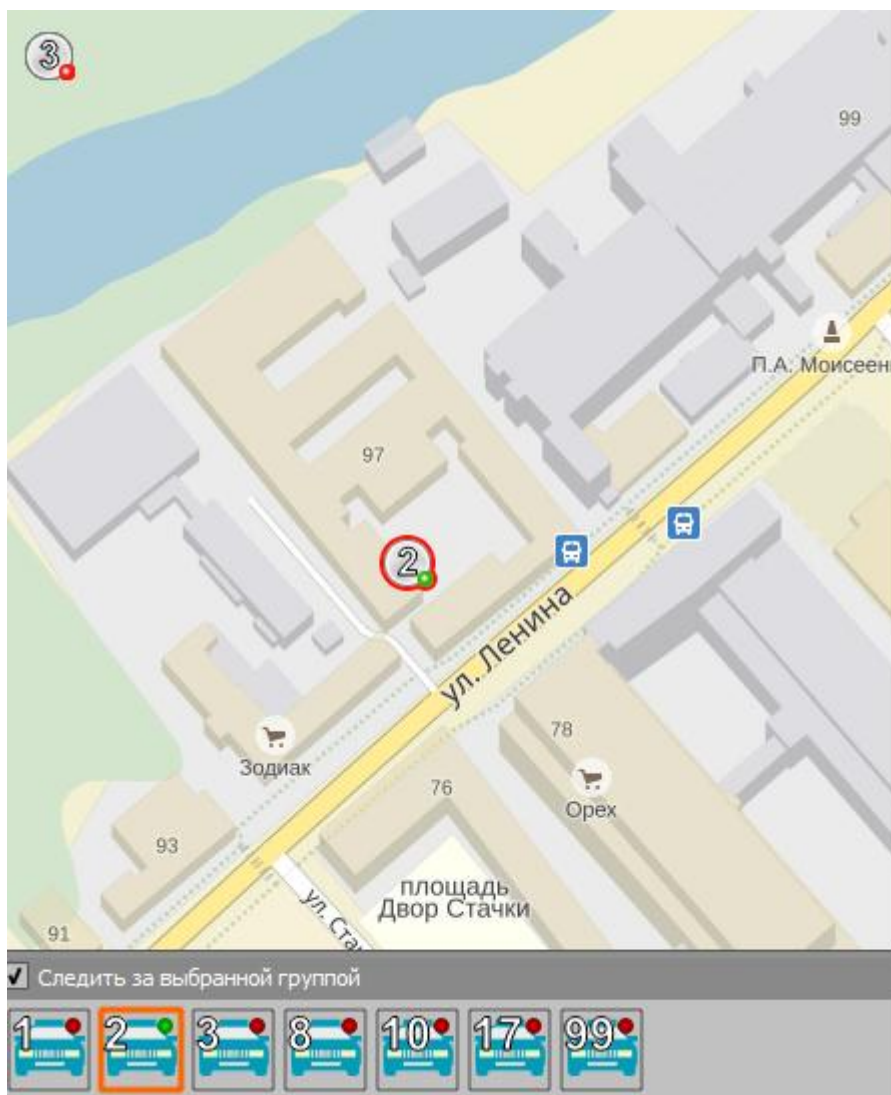 3
99
П.А. Моисеен
97
2
ул. Ленина
78
Зодиак
76
Орех
93
площадь
Двор Стачки
ул. Ста
91
Следить за выбранной группой
1 2 3 8 10 17 99